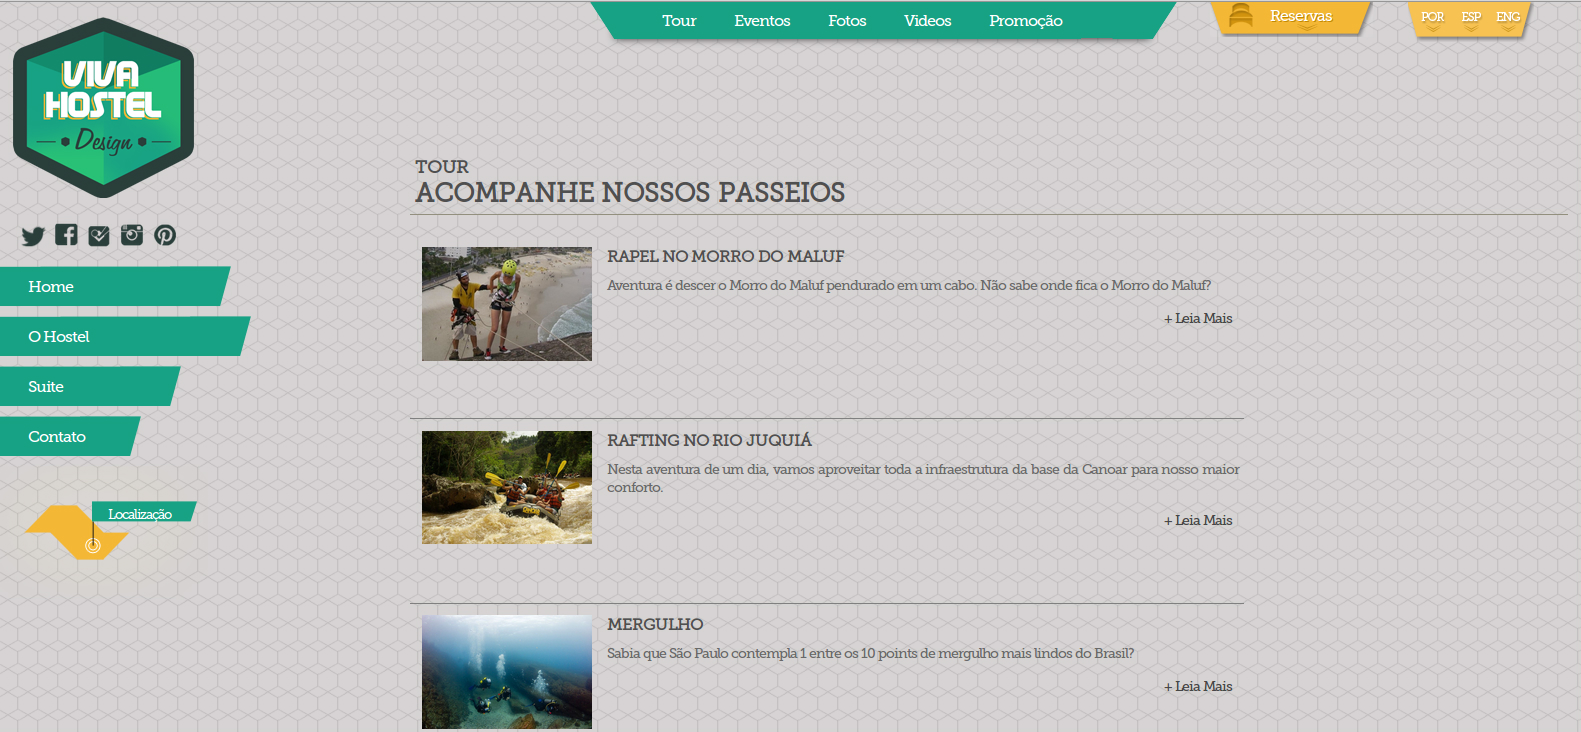 Tour Eventos Fotos Videos Promoção
Reservas
POR ESP ENG
VIVA
HOSTEL
Design
Home
O Hostel
Suite
Contato
Localização
TOUR
ACOMPANHE NOSSOS PASSEIOS
RAPEL NO MORRO DO MALUF
Aventura é descer o Morro do Maluf pendurado em um cabo. Não sabe onde fica o Morro do Maluf?
+ Leia Mais
RAFTING NO RIO JUQUIÁ
Nesta aventura de um dia, vamos aproveitar toda a infraestrutura da base da Canoar para nosso maior
conforto.
+ Leia Mais
MERGULHO
Sabia que São Paulo contempla 1 entre os 10 points de mergulho mais lindos do Brasil?
+ Leia Mais